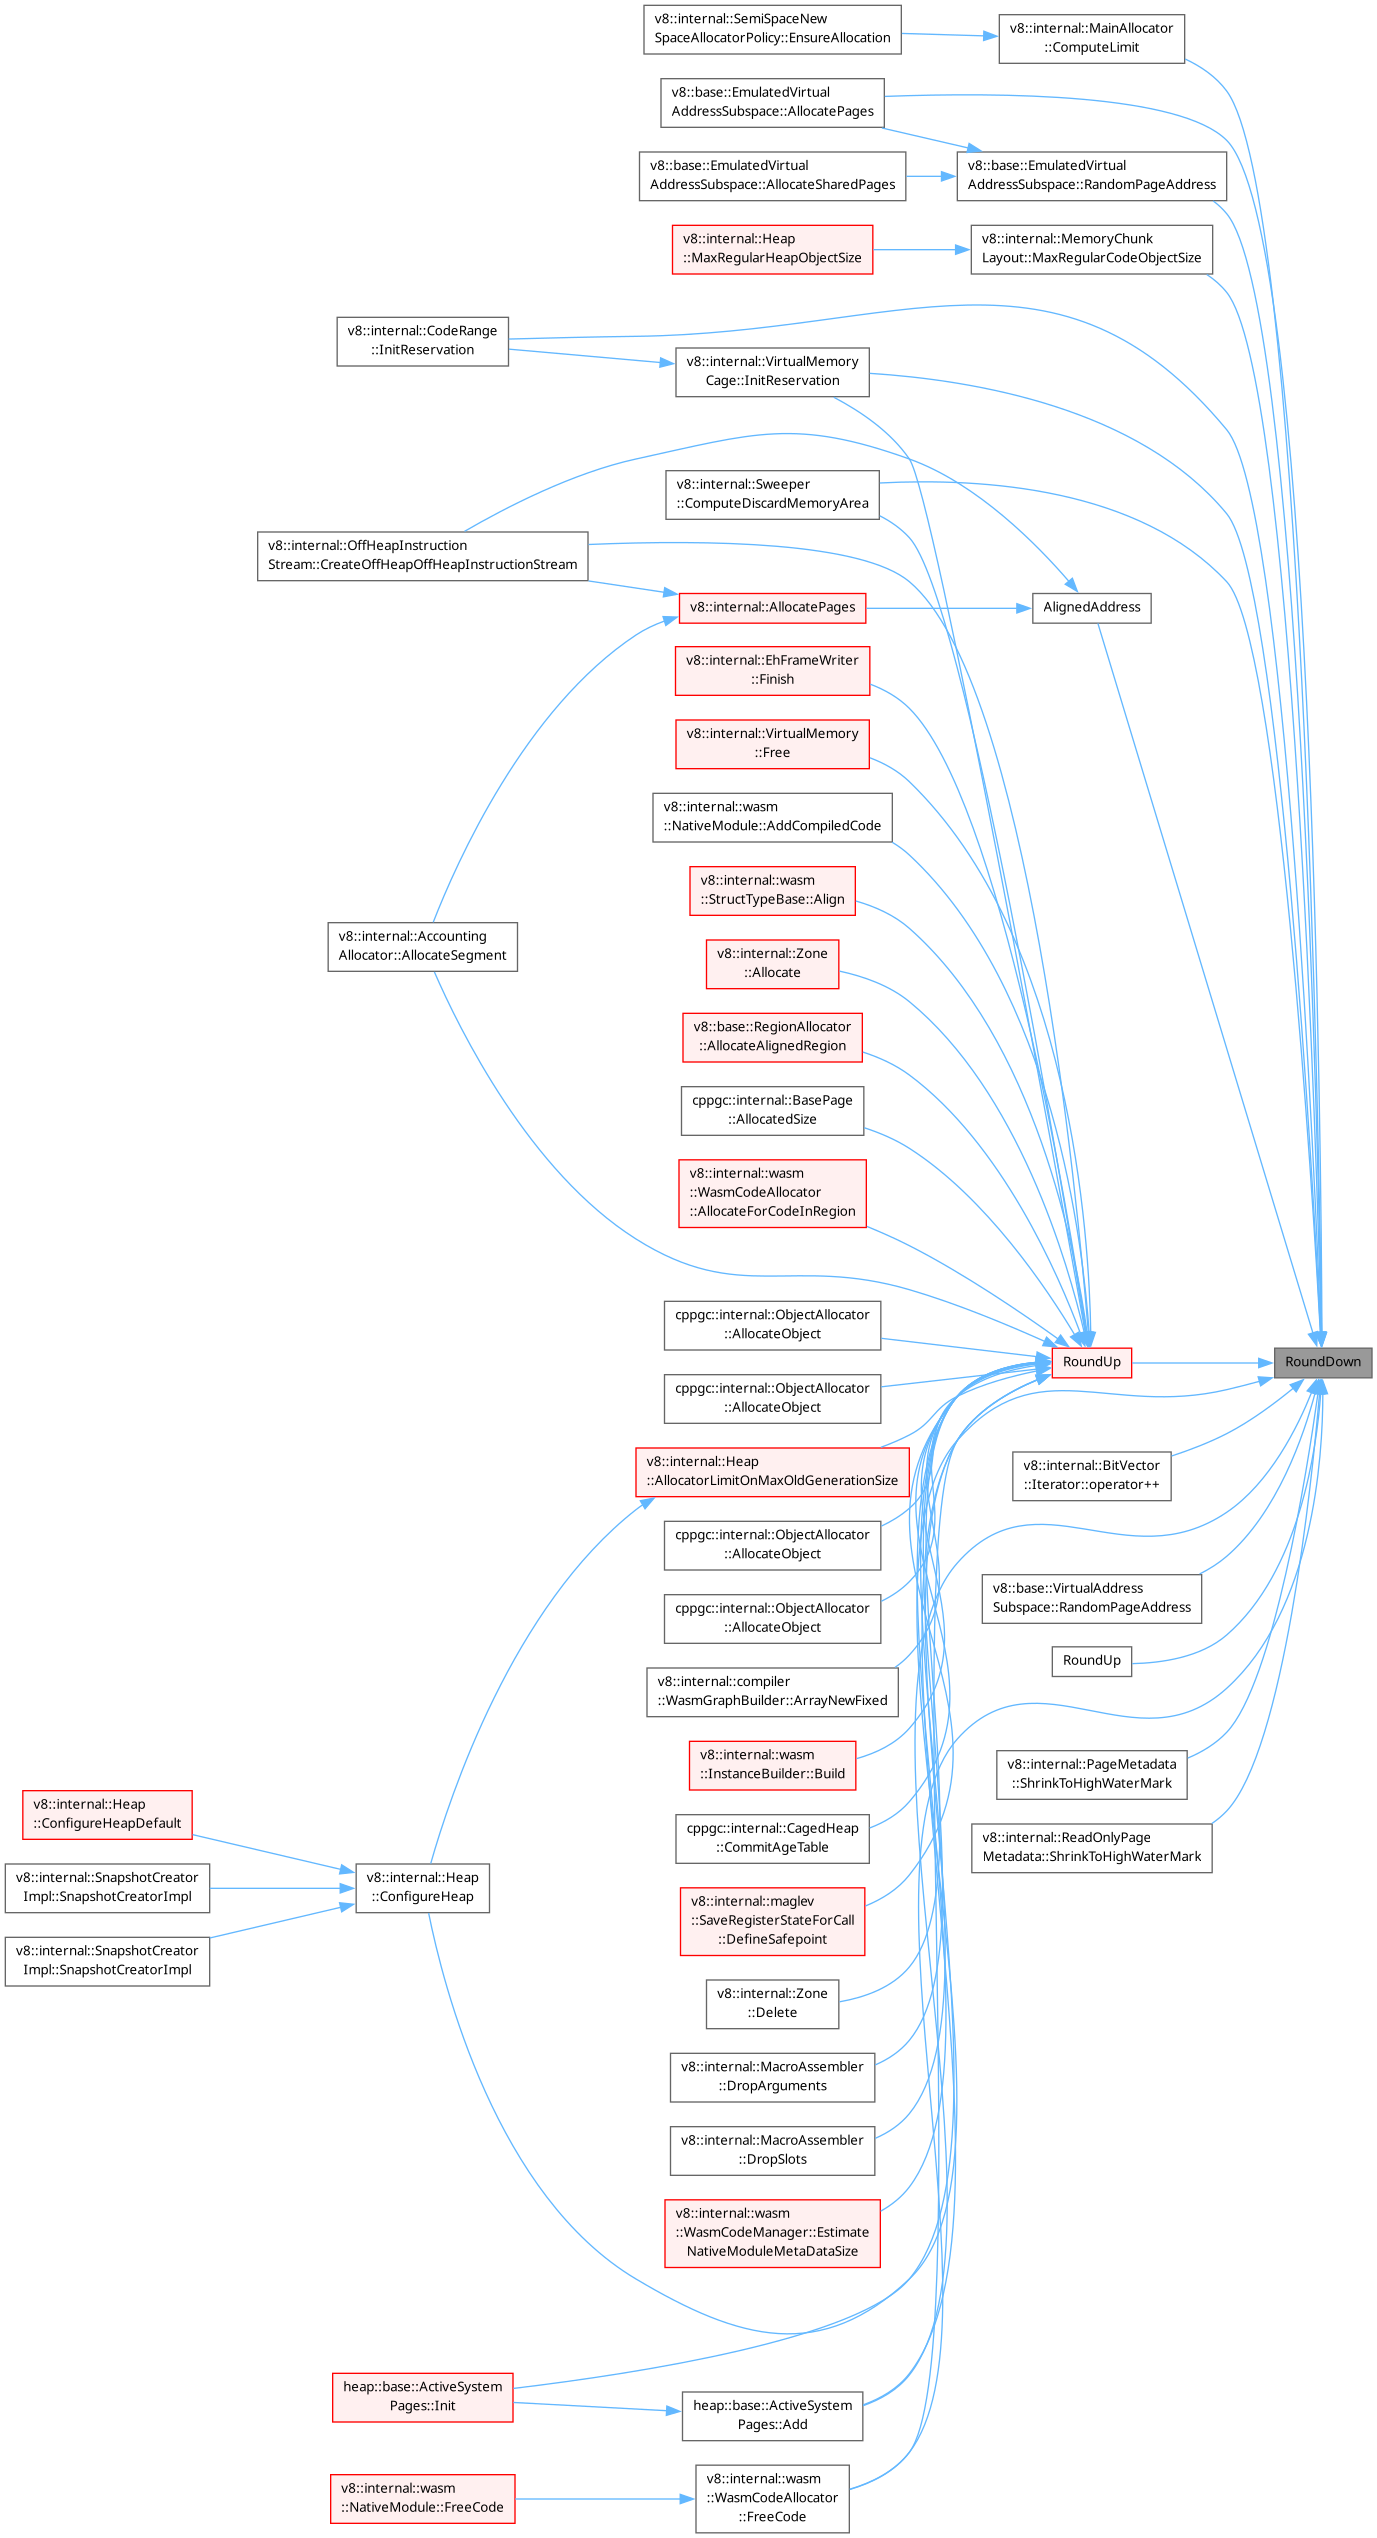 v8::internal::SemiSpaceNew
SpaceAllocatorPolicy::EnsureAllocation
v8::internal::MainAllocator
::ComputeLimit
v8::base::EmulatedVirtual
AddressSubspace::AllocatePages
v8::base::EmulatedVirtual
AddressSubspace::AllocateSharedPages
v8::base::EmulatedVirtual
AddressSubspace::RandomPageAddress
v8::internal::Heap
::MaxRegularHeapObjectSize
v8::internal::MemoryChunk
Layout::MaxRegularCodeObjectSize
v8::internal::CodeRange
::InitReservation
v8::internal::VirtualMemory
Cage::InitReservation
v8::internal::Sweeper
::ComputeDiscardMemoryArea
v8::internal::OffHeapInstruction
Stream::CreateOffHeapOffHeapInstructionStream
v8::internal::AllocatePages
AlignedAddress
v8::internal::EhFrameWriter
::Finish
v8::internal::VirtualMemory
::Free
v8::internal::wasm
::NativeModule::AddCompiledCode
v8::internal::wasm
::StructTypeBase::Align
v8::internal::Accounting
Allocator::AllocateSegment
v8::internal::Zone
::Allocate
v8::base::RegionAllocator
::AllocateAlignedRegion
cppgc::internal::BasePage
::AllocatedSize
v8::internal::wasm
::WasmCodeAllocator
::AllocateForCodeInRegion
cppgc::internal::ObjectAllocator
::AllocateObject
RoundUp
RoundDown
cppgc::internal::ObjectAllocator
::AllocateObject
v8::internal::Heap
::AllocatorLimitOnMaxOldGenerationSize
v8::internal::BitVector
::Iterator::operator++
cppgc::internal::ObjectAllocator
::AllocateObject
v8::base::VirtualAddress
Subspace::RandomPageAddress
cppgc::internal::ObjectAllocator
::AllocateObject
RoundUp
v8::internal::compiler
::WasmGraphBuilder::ArrayNewFixed
v8::internal::wasm
::InstanceBuilder::Build
v8::internal::PageMetadata
::ShrinkToHighWaterMark
v8::internal::Heap
::ConfigureHeapDefault
cppgc::internal::CagedHeap
::CommitAgeTable
v8::internal::ReadOnlyPage
Metadata::ShrinkToHighWaterMark
v8::internal::SnapshotCreator
Impl::SnapshotCreatorImpl
v8::internal::Heap
::ConfigureHeap
v8::internal::maglev
::SaveRegisterStateForCall
::DefineSafepoint
v8::internal::SnapshotCreator
Impl::SnapshotCreatorImpl
v8::internal::Zone
::Delete
v8::internal::MacroAssembler
::DropArguments
v8::internal::MacroAssembler
::DropSlots
v8::internal::wasm
::WasmCodeManager::Estimate
NativeModuleMetaDataSize
heap::base::ActiveSystem
Pages::Init
heap::base::ActiveSystem
Pages::Add
v8::internal::wasm
::NativeModule::FreeCode
v8::internal::wasm
::WasmCodeAllocator
::FreeCode